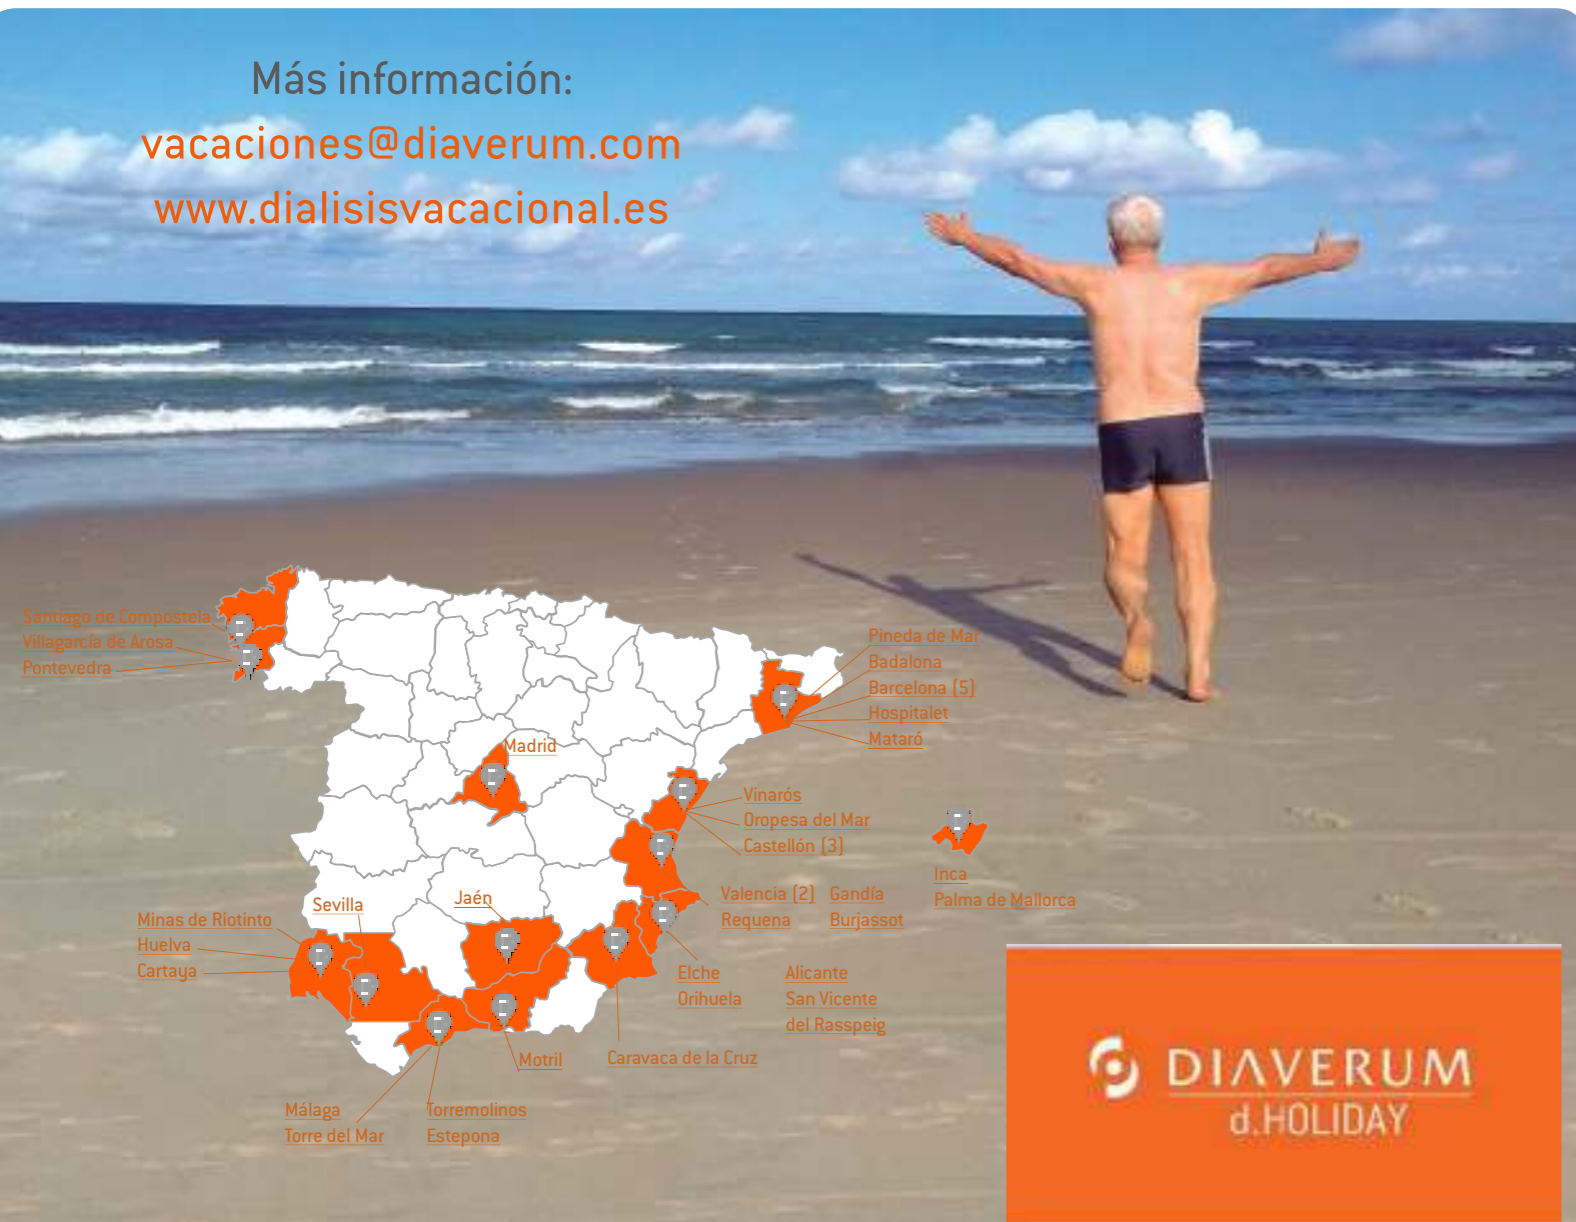 Más información:
vacaciones@diaverum.com
www.dialisisvacacional.es
Santiago de Compostela
Villagarcía de Arosa
Pontevedra
Pineda de Mar
Badalona
Barcelona (5)
Hospitalet
Mataró
Madrid
Vinarós
Oropesa del Mar
Castellón (3)
Inca
Palma de Mallorca
Valencia (2) Gandía
Requena Burjassot
Jaén
Sevilla
Minas de Riotinto
Huelva
Cartaya
Elche Alicante
Orihuela San Vicente
del Rasspeig
Motril
Caravaca de la Cruz
Málaga Torremolinos
Torre del Mar Estepona
DIAVERUM
d.HOLIDAY